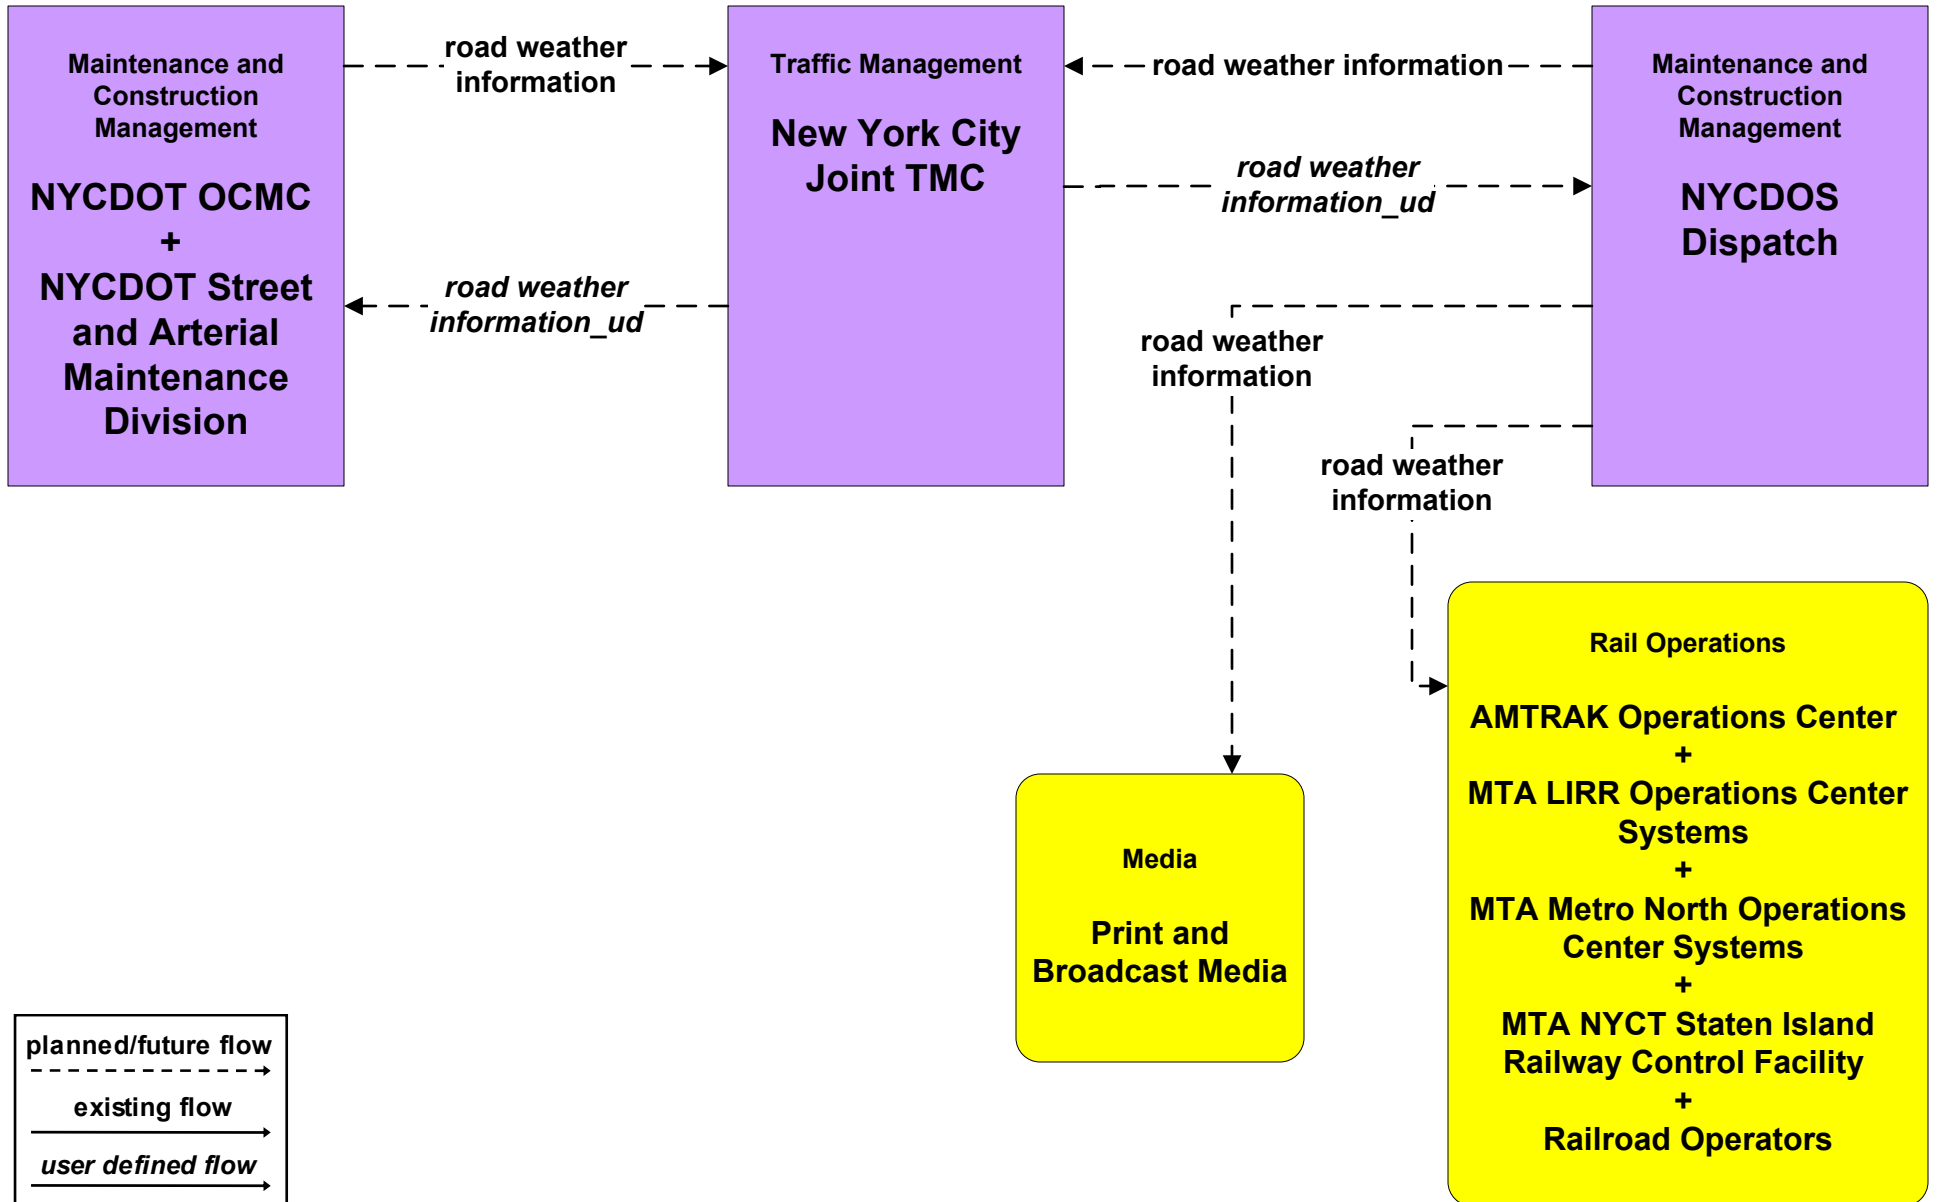 Maintenance and
Construction
Management
NYCDOT OCMC
+
NYCDOT Street
and Arterial
Maintenance
Division
road weather
information
road weather
information_ud
Traffic Management
New York City
Joint TMC
road weather information
road weather
information_ud
Maintenance and
Construction
Management
NYCDOS
Dispatch
road weather
information
road weather
information
Media
Print and
Broadcast Media
Rail Operations
AMTRAK Operations Center
+
MTA LIRR Operations Center
Systems
+
MTA Metro North Operations
Center Systems
+
MTA NYCT Staten Island
Railway Control Facility
+
Railroad Operators
planned/future flow
existing flow
user defined flow